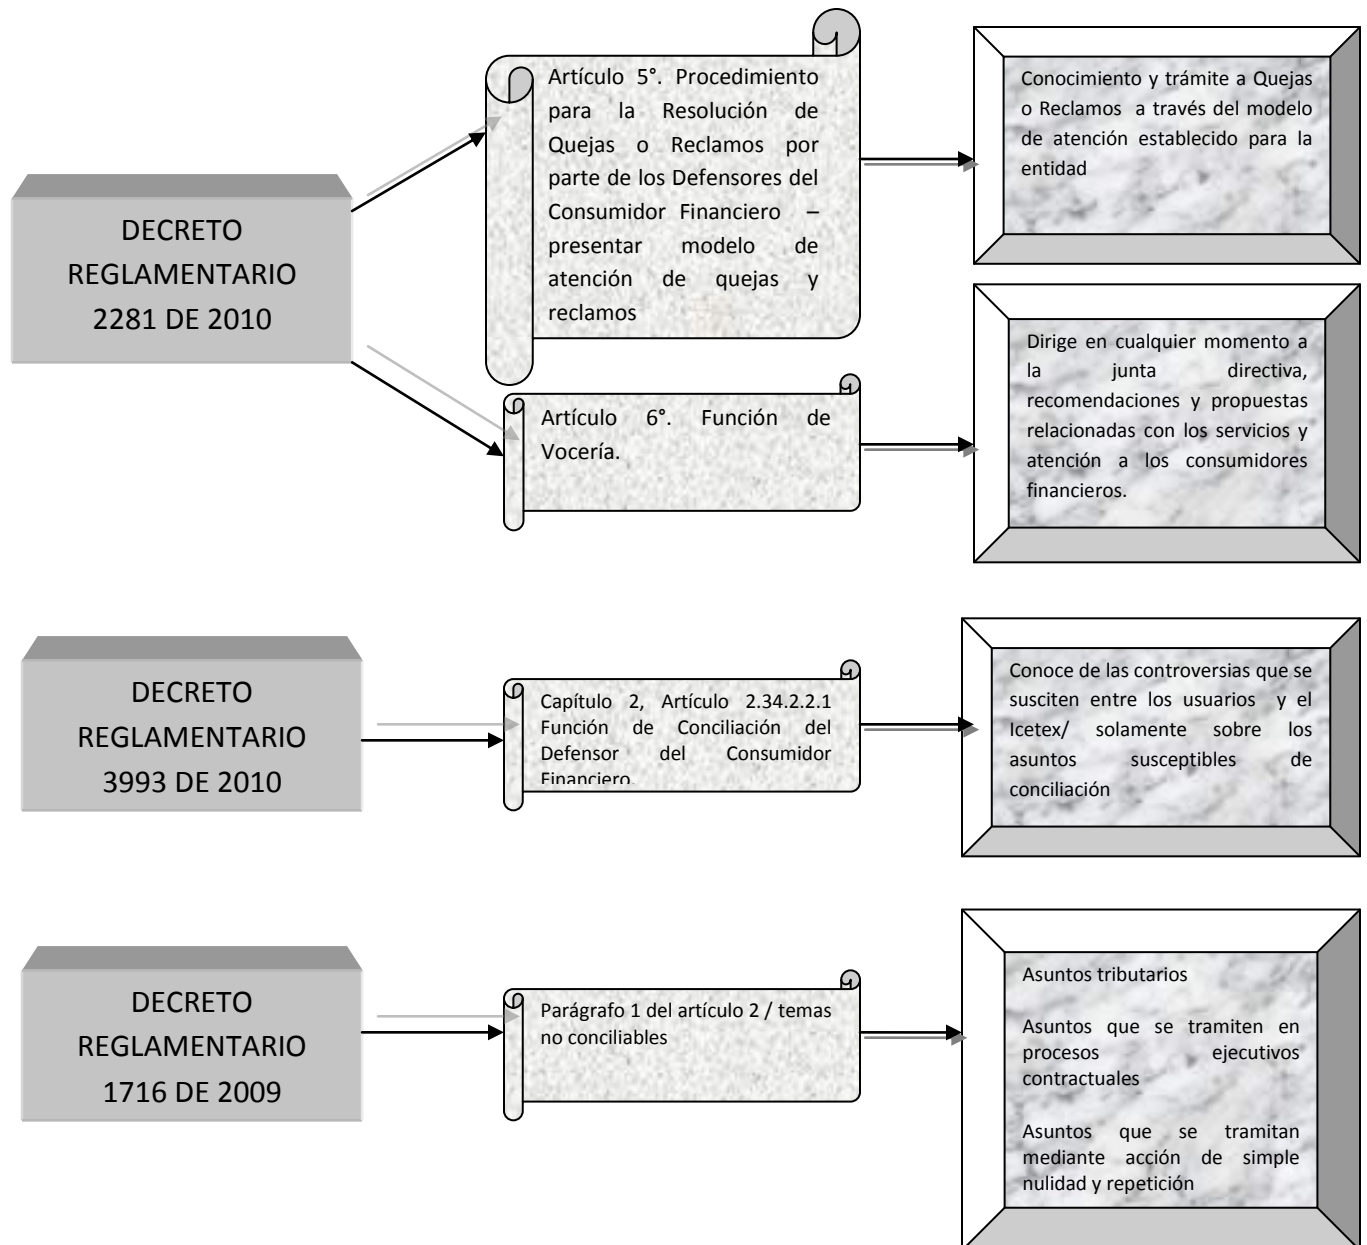 DECRETO
REGLAMENTARIO
2281 DE 2010
Artículo 5°. Procedimiento
para la Resolución de
Quejas o Reclamos por
parte de los Defensores del
Consumidor Financiero –
presentar modelo de
atención de quejas y
reclamos
Conocimiento y trámite a Quejas
o Reclamos a través del modelo
de atención establecido para la
entidad
Artículo 6°. Función de
Vocería.
Dirige en cualquier momento a
la junta directiva,
recomendaciones y propuestas
relacionadas con los servicios y
atención a los consumidores
financieros.
DECRETO
REGLAMENTARIO
3993 DE 2010
Capítulo 2, Artículo 2.34.2.2.1
Función de Conciliación del
Defensor del Consumidor
Financiero.
Conoce de las controversias que se
susciten entre los usuarios y el
Icetex/ solamente sobre los
asuntos susceptibles de
conciliación
DECRETO
REGLAMENTARIO
1716 DE 2009
Parágrafo 1 del artículo 2 / temas
no conciliables
Asuntos tributarios
Asuntos que se tramiten en
procesos ejecutivos
contractuales
Asuntos que se tramitan
mediante acción de simple
nulidad y repetición